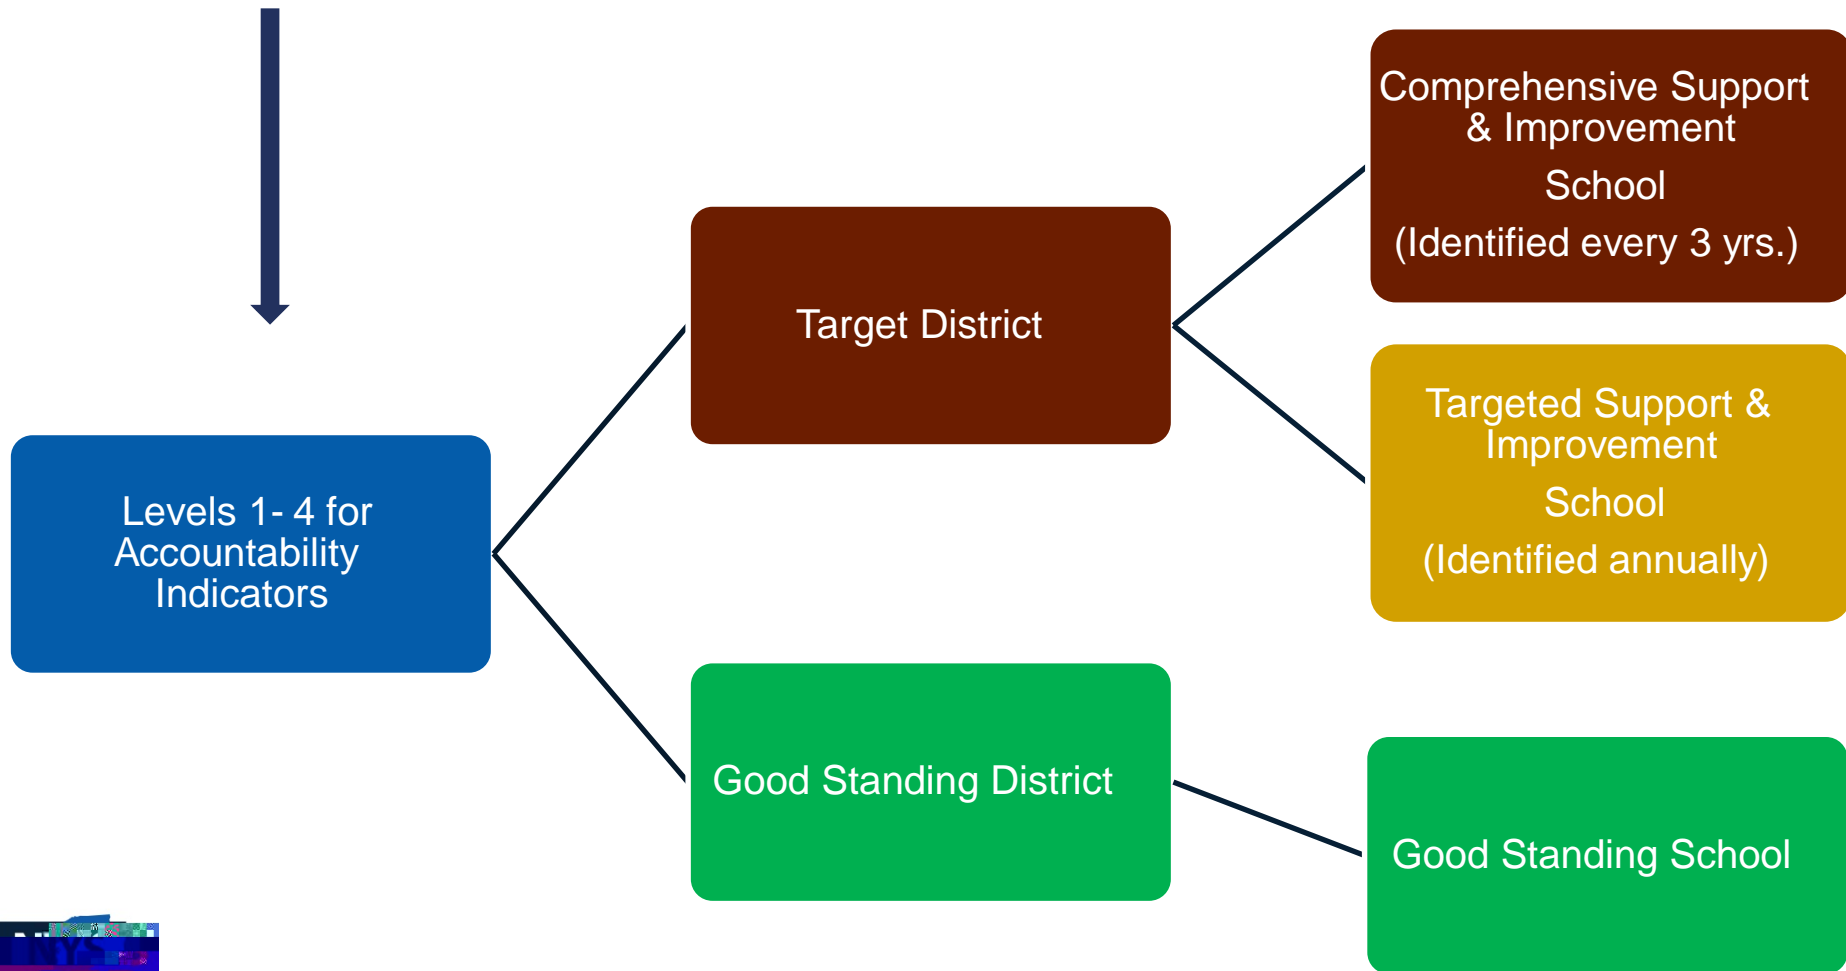 Comprehensive Support
& Improvement
School
(Identified every 3 yrs.)
Target District
Targeted Support &
Improvement
School
(Identified annually)
Levels 1- 4 for
Accountability
Indicators
Good Standing District
Good Standing School
NYS